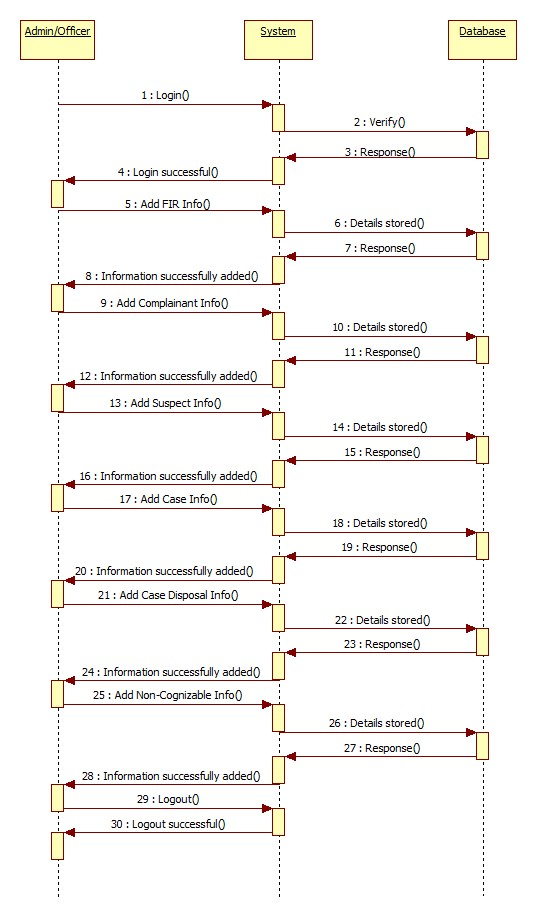 Admin/Officer
System
Database
1 : Login()
2 : Verify()
3 : Response()
4 : Login successful()
5 : Add FIR Info()
6 : Details stored()
7 : Response()
8 : Information successfully added()
9 : Add Complainant Info()
10 : Details stored()
11 : Response()
12 : Information successfully added()
13 : Add Suspect Info()
14 : Details stored()
15 : Response()
16 : Information successfully added()
17 : Add Case Info()
18 : Details stored()
19 : Response()
20 : Information successfully added()
21 : Add Case Disposal Info()
22 : Details stored()
23 : Response()
24 : Information successfully added()
25 : Add Non-Cognizable Info()
26 : Details stored()
27 : Response()
28 : Information successfully added()
29 : Logout()
30 : Logout successful()